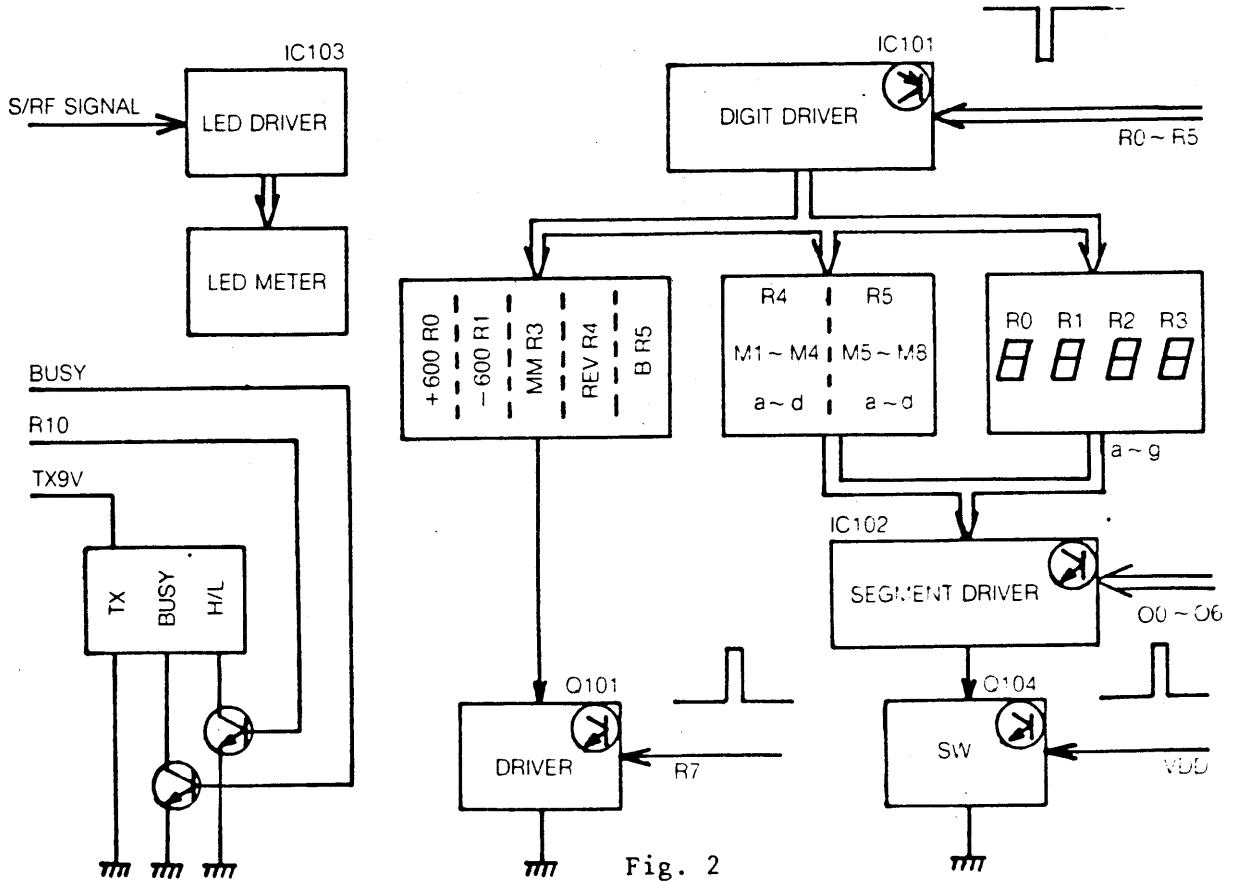 IC103
S/RF SIGNAL
LED DRIVER
LED METER
IC101
DIGIT DRIVER
R0~R5
+600 R0
-600 R1
MM R3
REV R4
B R5
R4
R5
M1~M4
M5~M8
a~d
a~d
R0 R1 R2 R3
a~g
BUSY
R10
TX9V
TX
BUSY
H/L
IC102
SEGMENT DRIVER
O0~O6
Q101
DRIVER
R7
Q104
SW
VDD
Fig. 2